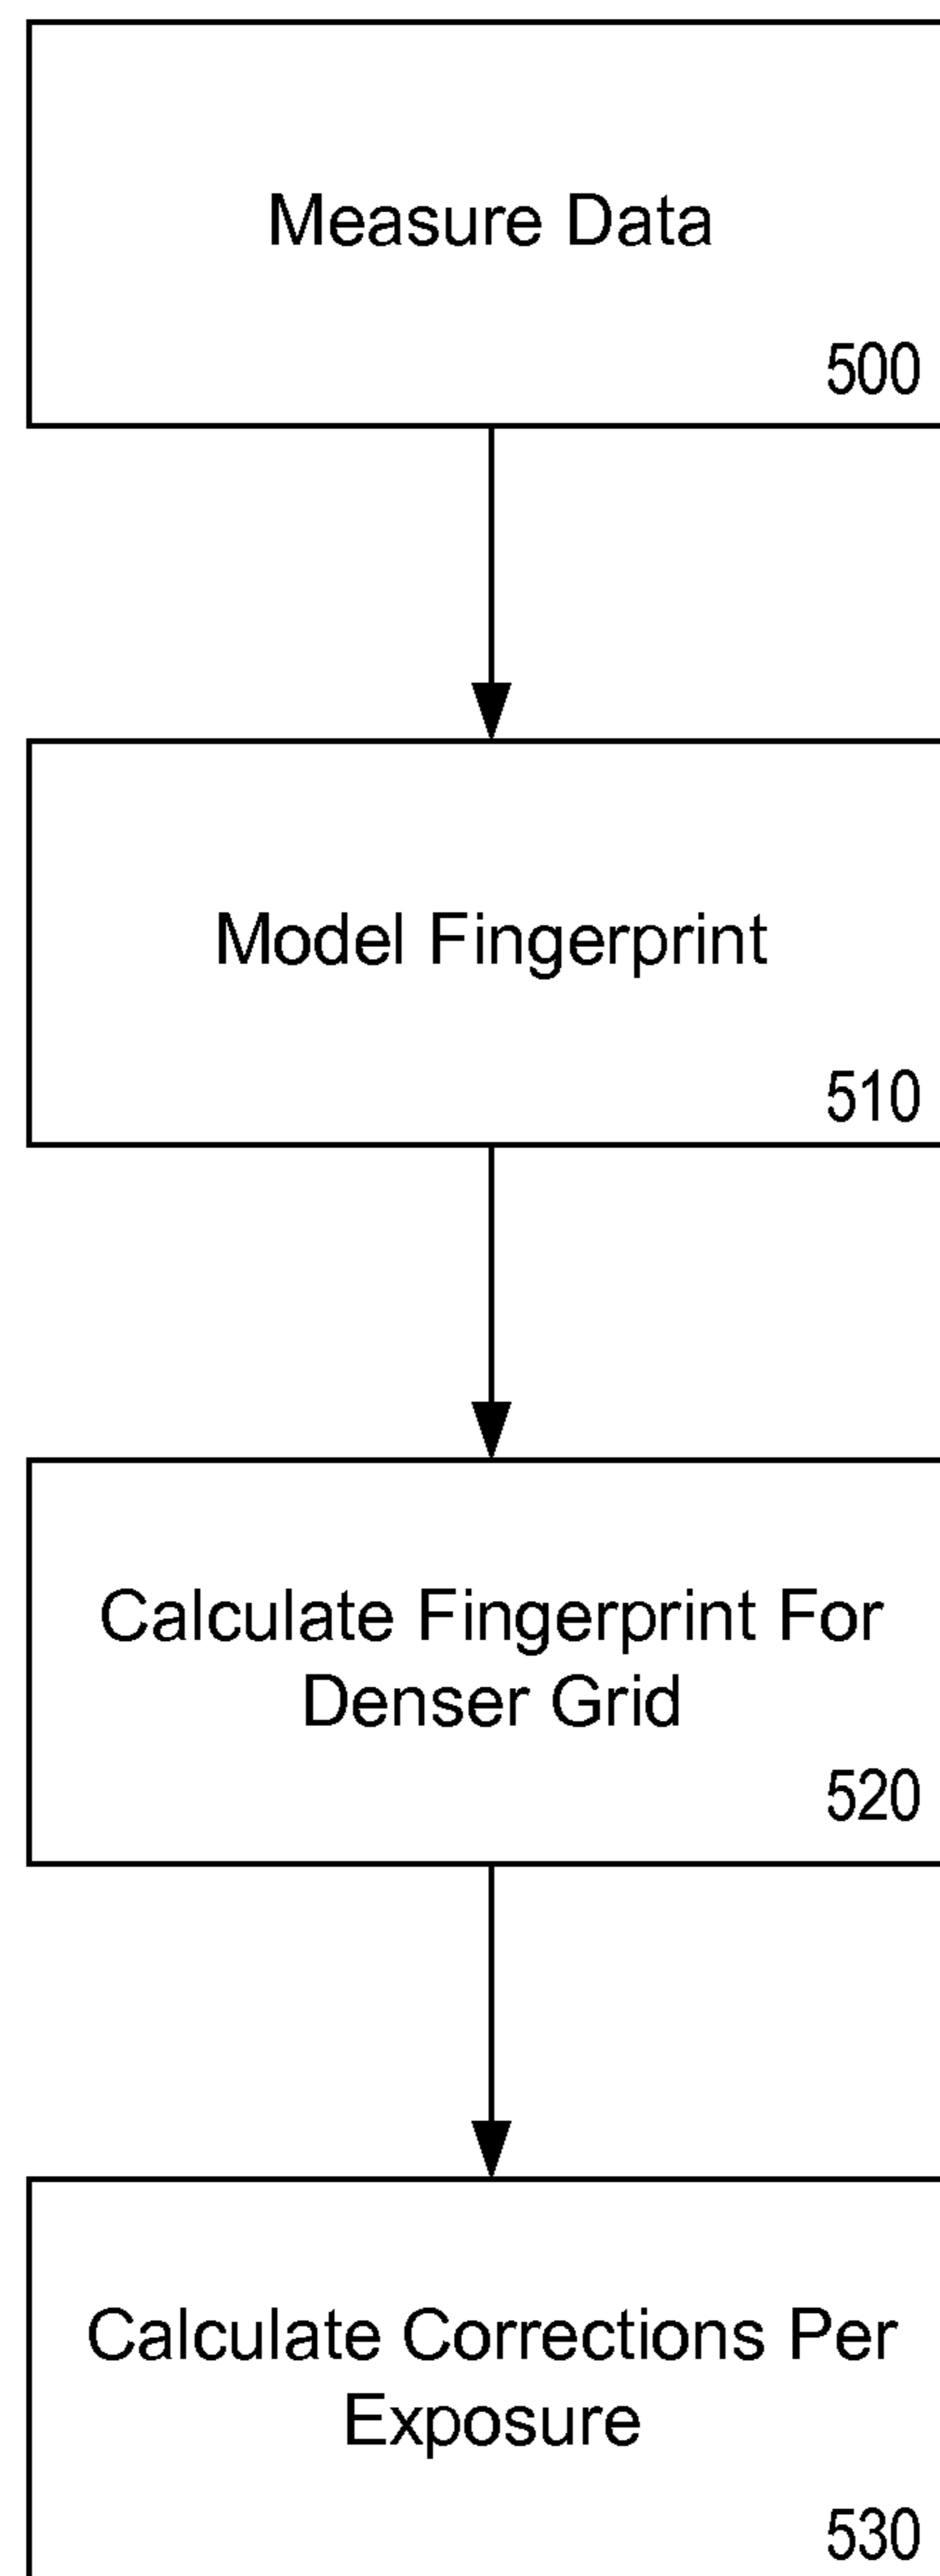 Measure Data
500
Model Fingerprint
510
Calculate Fingerprint For
Denser Grid
520
Calculate Corrections Per
Exposure
530